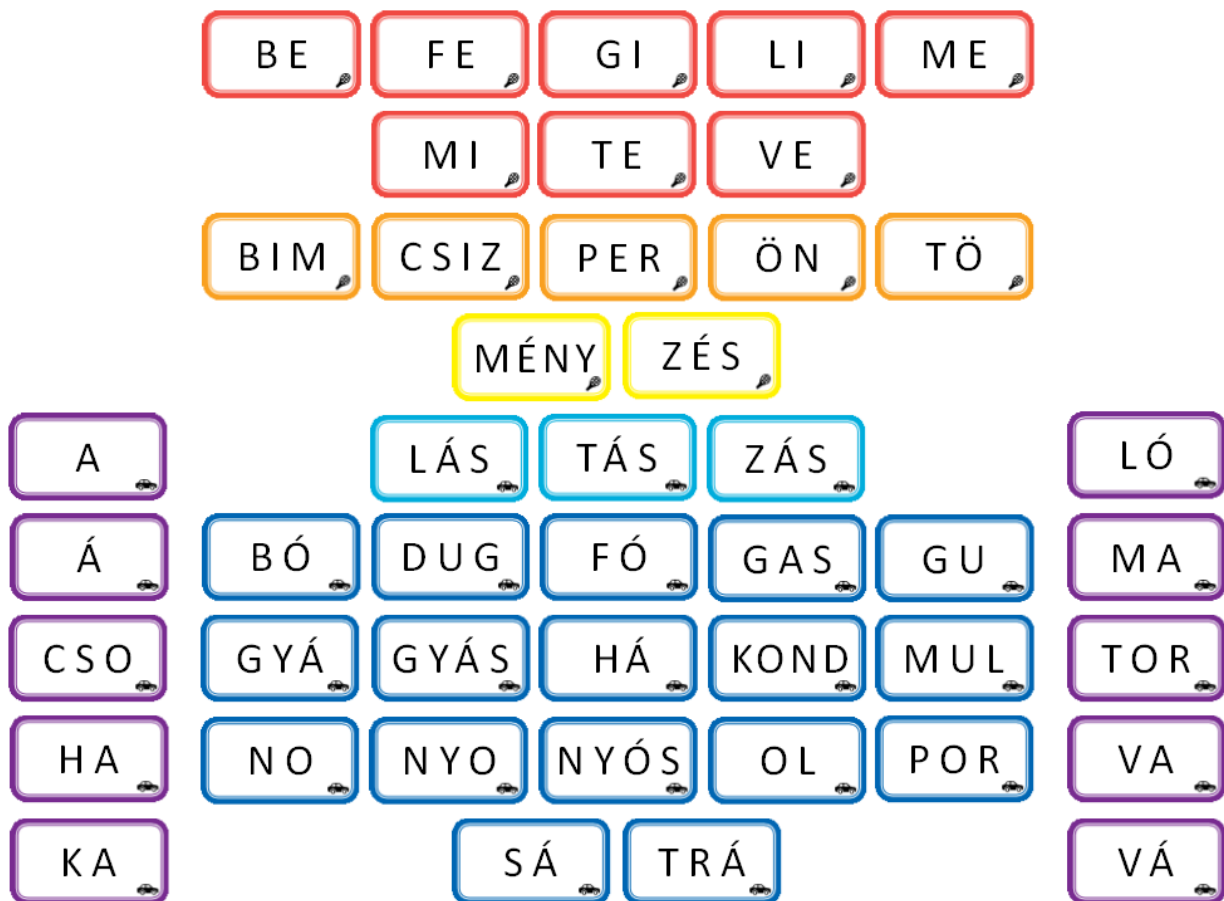 BE FE GI LI ME
MI TE VE
BIM CSIZ PER ÖN TÖ
MÉNY ZÉS
A LÁS TÁS ZÁS LÓ
Á BÓ DUG FÓ GAS GU MA
CSO GYÁ GYÁS HÁ KOND MUL TOR
HA NO NYO NYÓS OL POR VA
KA SÁ TRÁ VÁ